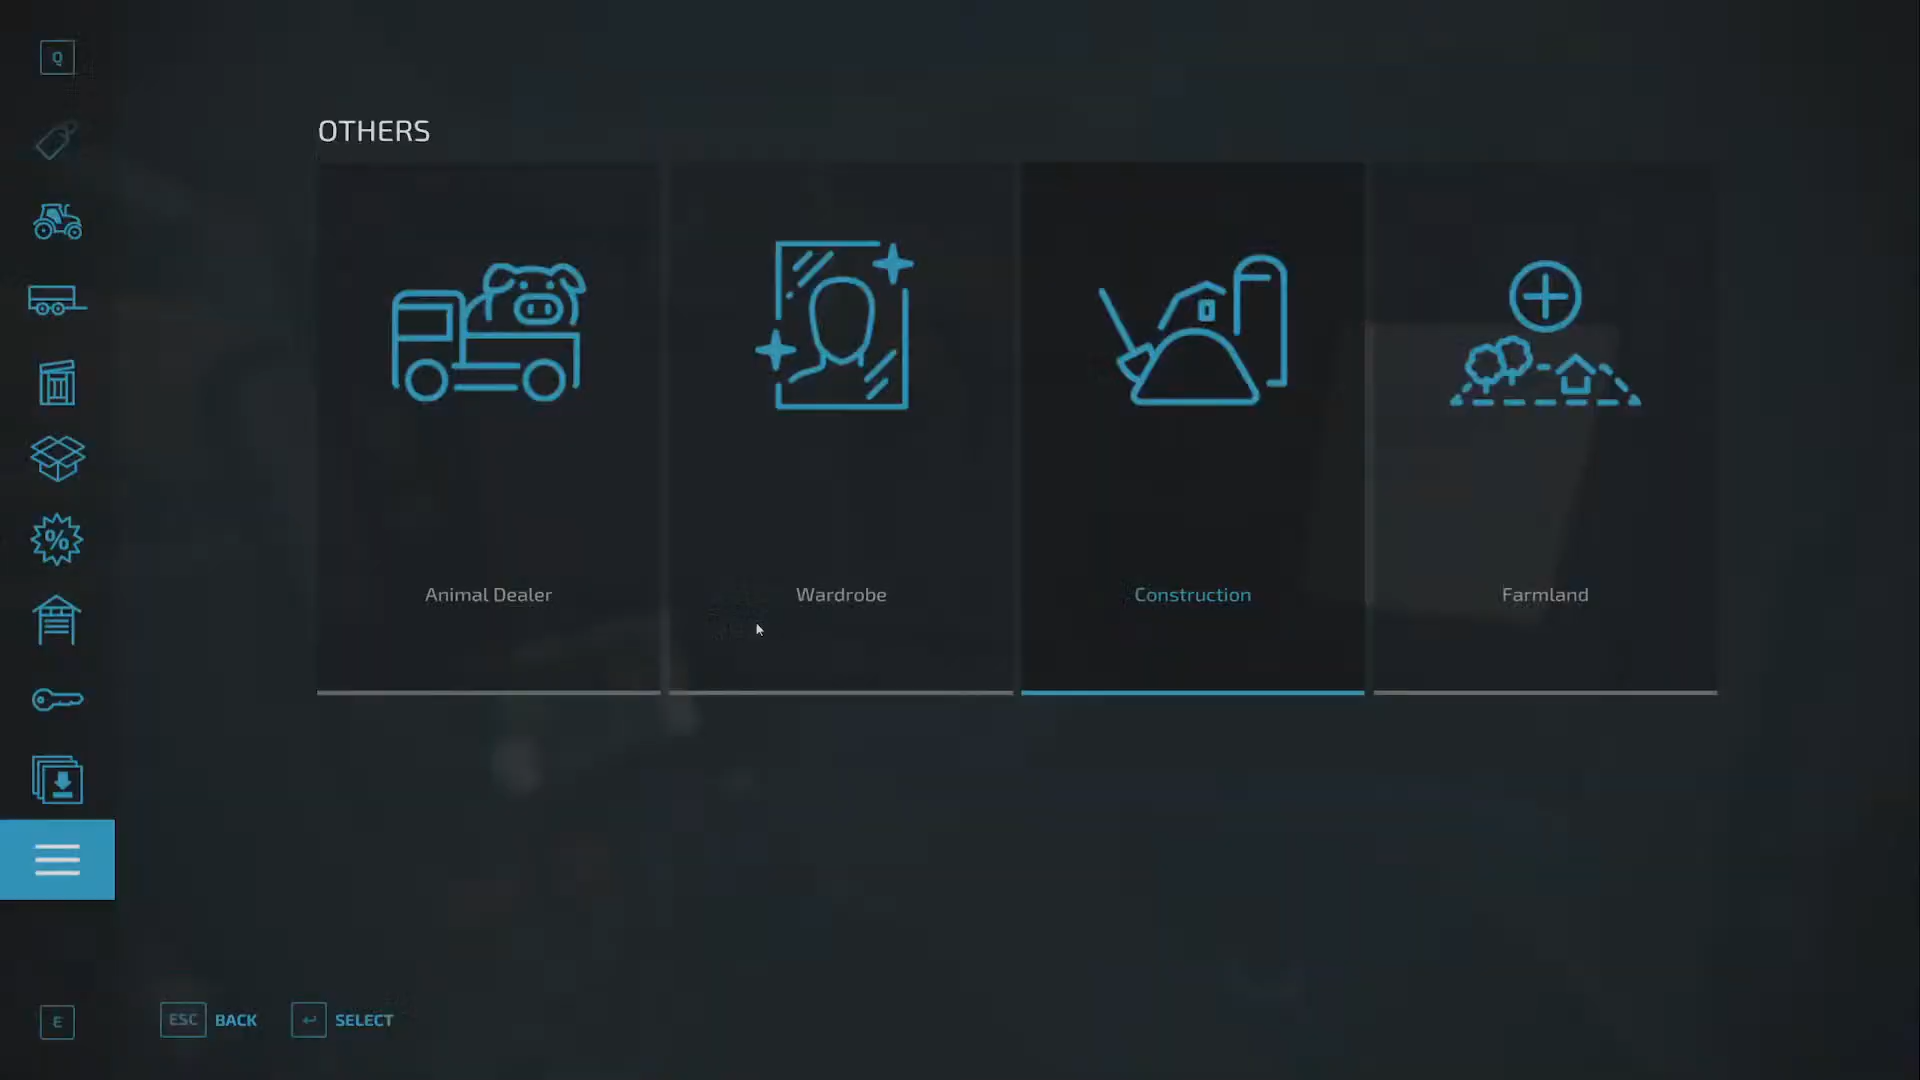 Q
OTHERS
%
Animal Dealer
Wardrobe
Construction
Farmland
E
ESC BACK
SELECT